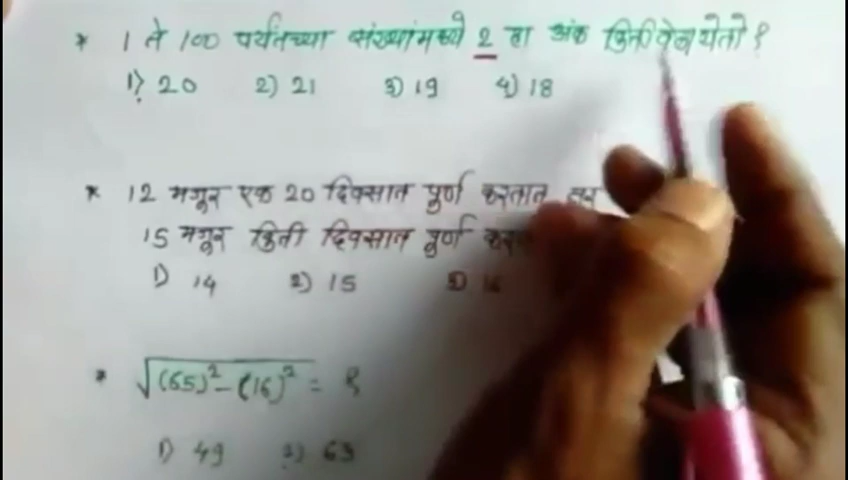 * 1 ते 100 पर्यंतच्या संख्यांमध्ये 2 हा अंक किती वेळा येतो ?
1) 20 2) 21 3) 19 4) 18
* 12 मजूर एक 20 दिवसात पुर्ण करतात तर
15 मजूर किती दिवसात पुर्ण
1) 14 2) 15 3) 16
* √(65)² - (16)² = ?
1) 49 2) 63